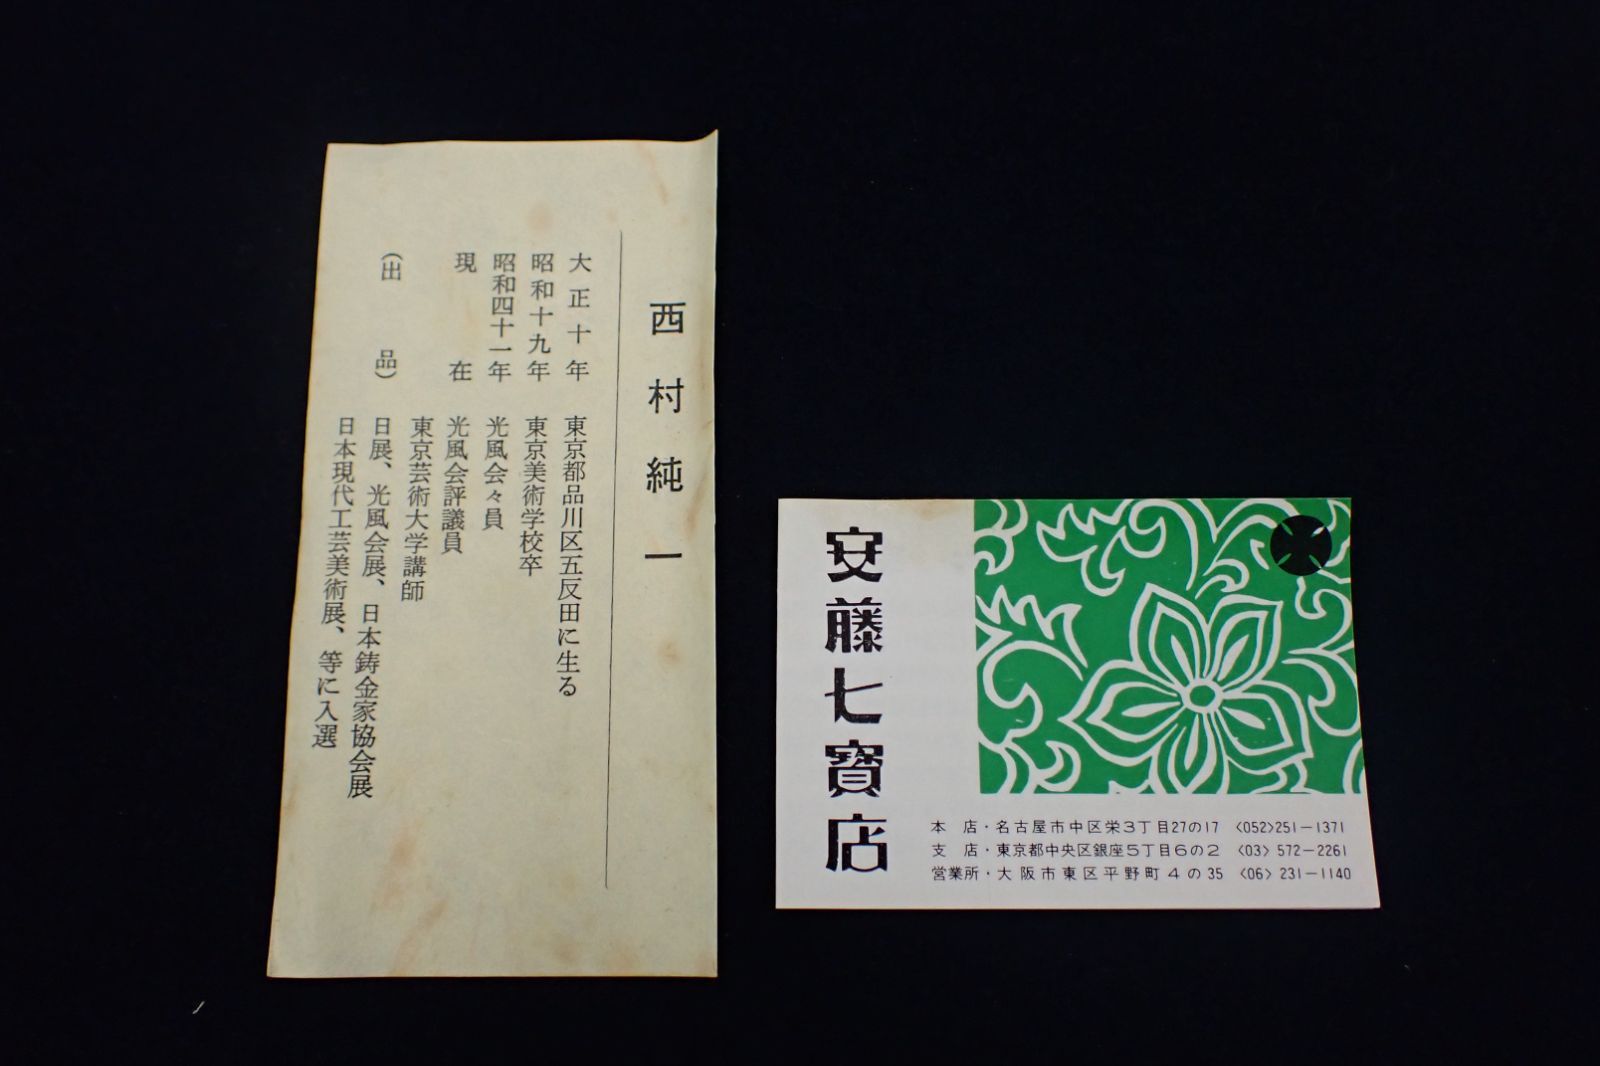 西村純一
大正十年 東京都品川区五反田に生る
昭和十九年 東京美術学校卒
昭和四十一年 光風会々員
現在 光風会評議員
東京芸術大学講師
(出品) 日展、光風会展、日本鋳金家協会展
日本現代工芸美術展、等に入選
安藤七寶店
本店・名古屋市中区栄3丁目27の17 <052>251-1371
支店・東京都中央区銀座5丁目6の2 <03>572-2261
営業所・大阪市東区平野町4の35 <06>231-1140